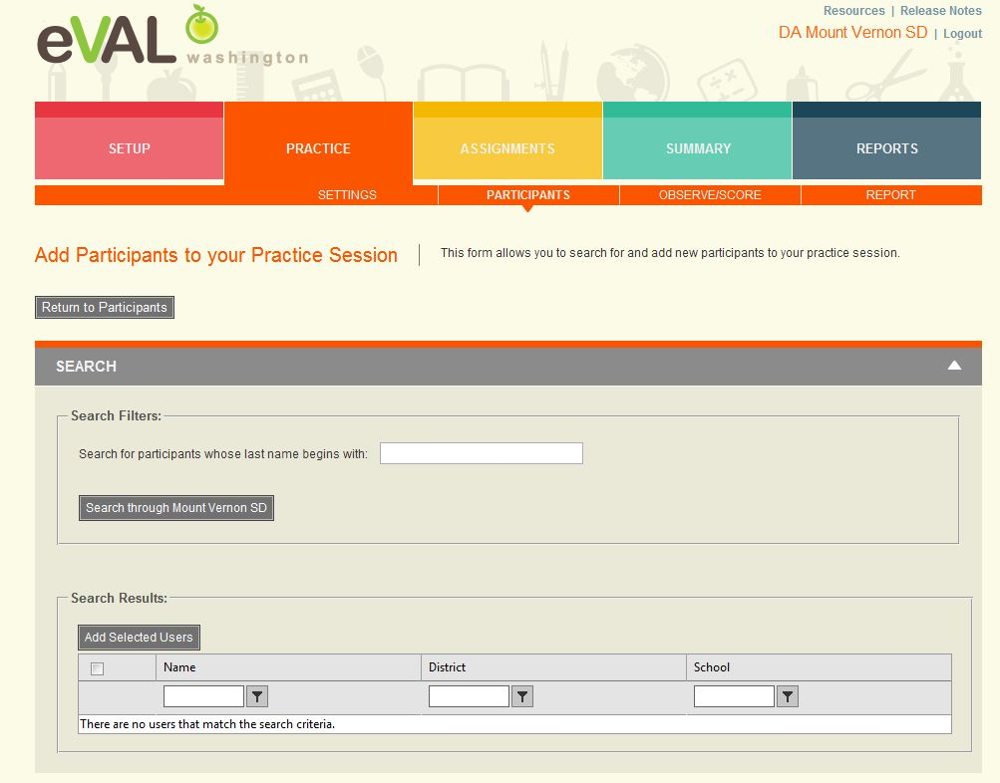 Resources | Release Notes
eVAL
washington
DA Mount Vernon SD | Logout
SETUP
PRACTICE
ASSIGNMENTS
SUMMARY
REPORTS
SETTINGS
PARTICIPANTS
OBSERVE/SCORE
REPORT
Add Participants to your Practice Session
This form allows you to search for and add new participants to your practice session.
Return to Participants
SEARCH
Search Filters:
Search for participants whose last name begins with:
Search through Mount Vernon SD
Search Results:
Add Selected Users
Name
District
School
There are no users that match the search criteria.